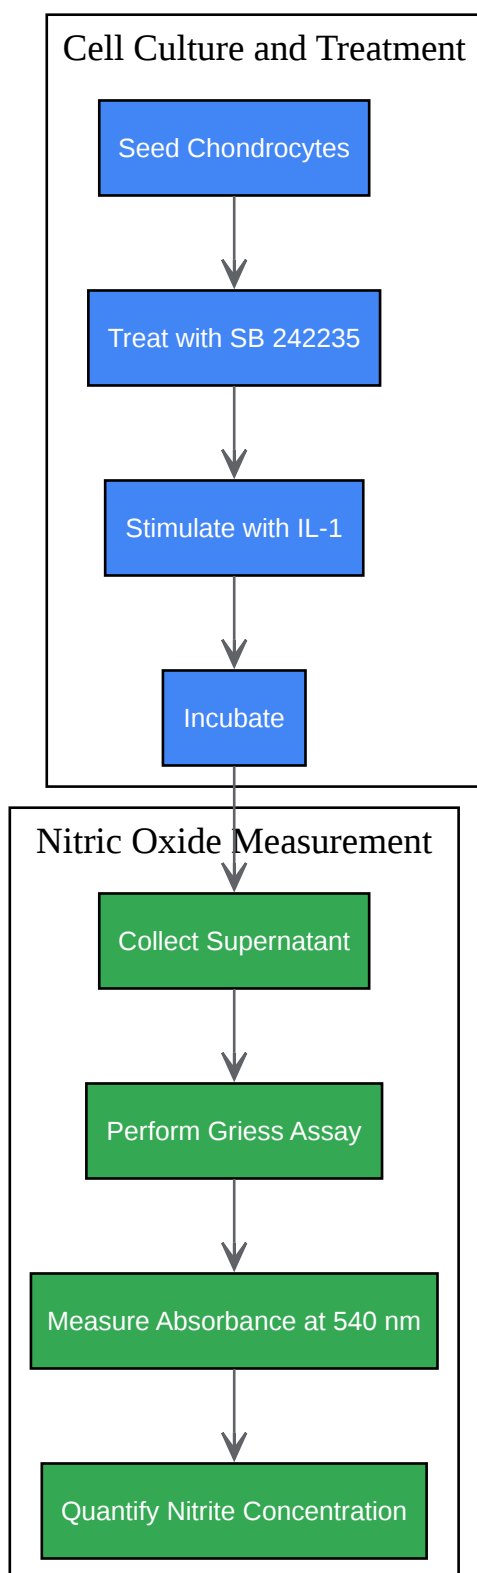 Cell Culture and Treatment
Seed Chondrocytes
Treat with SB 242235
Stimulate with IL-1
Incubate
Nitric Oxide Measurement
Collect Supernatant
Perform Griess Assay
Measure Absorbance at 540 nm
Quantify Nitrite Concentration